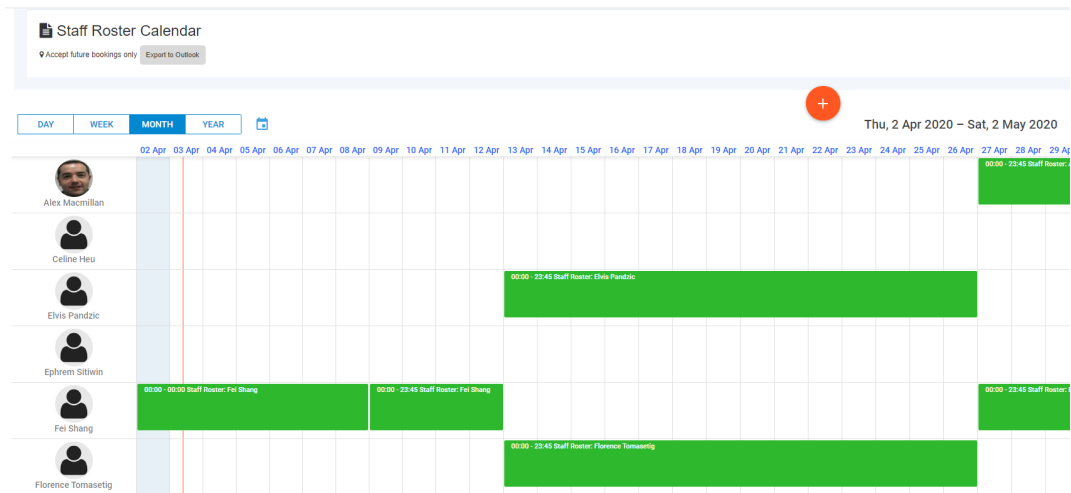 Staff Roster Calendar
Accept future bookings only Export to Outlook
+
DAY WEEK MONTH YEAR
Thu, 2 Apr 2020 – Sat, 2 May 2020
02 Apr 03 Apr 04 Apr 05 Apr 06 Apr 07 Apr 08 Apr 09 Apr 10 Apr 11 Apr 12 Apr 13 Apr 14 Apr 15 Apr 16 Apr 17 Apr 18 Apr 19 Apr 20 Apr 21 Apr 22 Apr 23 Apr 24 Apr 25 Apr 26 Apr 27 Apr 28 Apr 29
00:00 - 23:45 Staff Roster:
Alex Macmillan
Celine Heu
00:00 - 23:45 Staff Roster: Elvis Pandzic
Elvis Pandzic
Ephrem Sitiwin
00:00 - 00:00 Staff Roster: Fei Shang 00:00 - 23:45 Staff Roster: Fei Shang 00:00 - 23:45 Staff Roster:
Fei Shang
00:00 - 23:45 Staff Roster: Florence Tomasetig
Florence Tomasetig